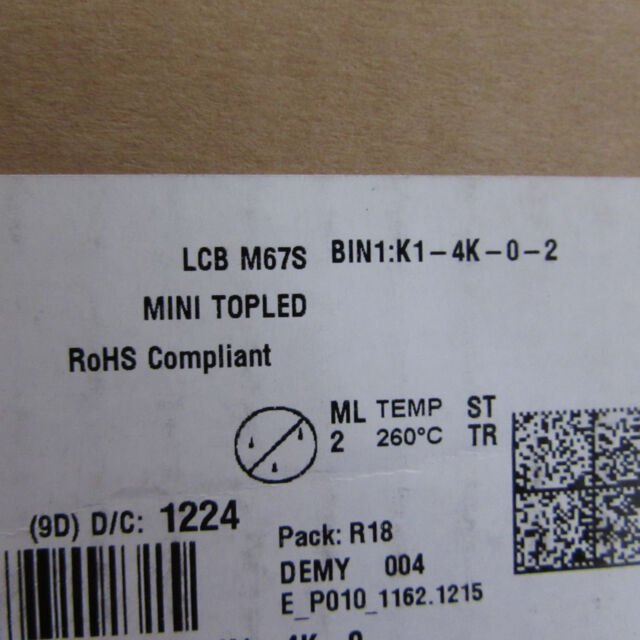 LCB M67S BIN1:K1-4K-0-2
MINI TOPLED
RoHS Compliant
ML TEMP ST
2 260°C TR
(9D) D/C: 1224
Pack: R18
DEMY 004
E_P010_1162.1215